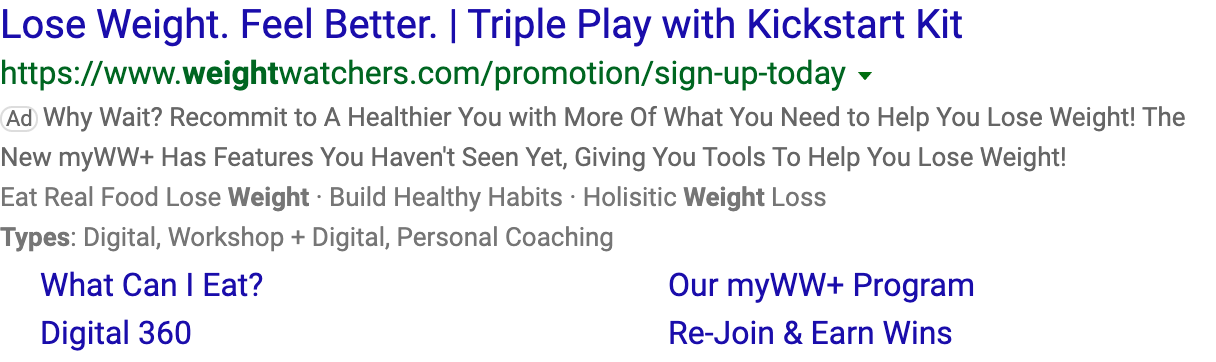 Lose Weight. Feel Better. | Triple Play with Kickstart Kit
https://www.weightwatchers.com/promotion/sign-up-today
Ad Why Wait? Recommit to A Healthier You with More Of What You Need to Help You Lose Weight! The
New myWW+ Has Features You Haven't Seen Yet, Giving You Tools To Help You Lose Weight!
Eat Real Food Lose Weight · Build Healthy Habits · Holisitic Weight Loss
Types: Digital, Workshop + Digital, Personal Coaching
What Can I Eat? Our myWW+ Program
Digital 360 Re-Join & Earn Wins